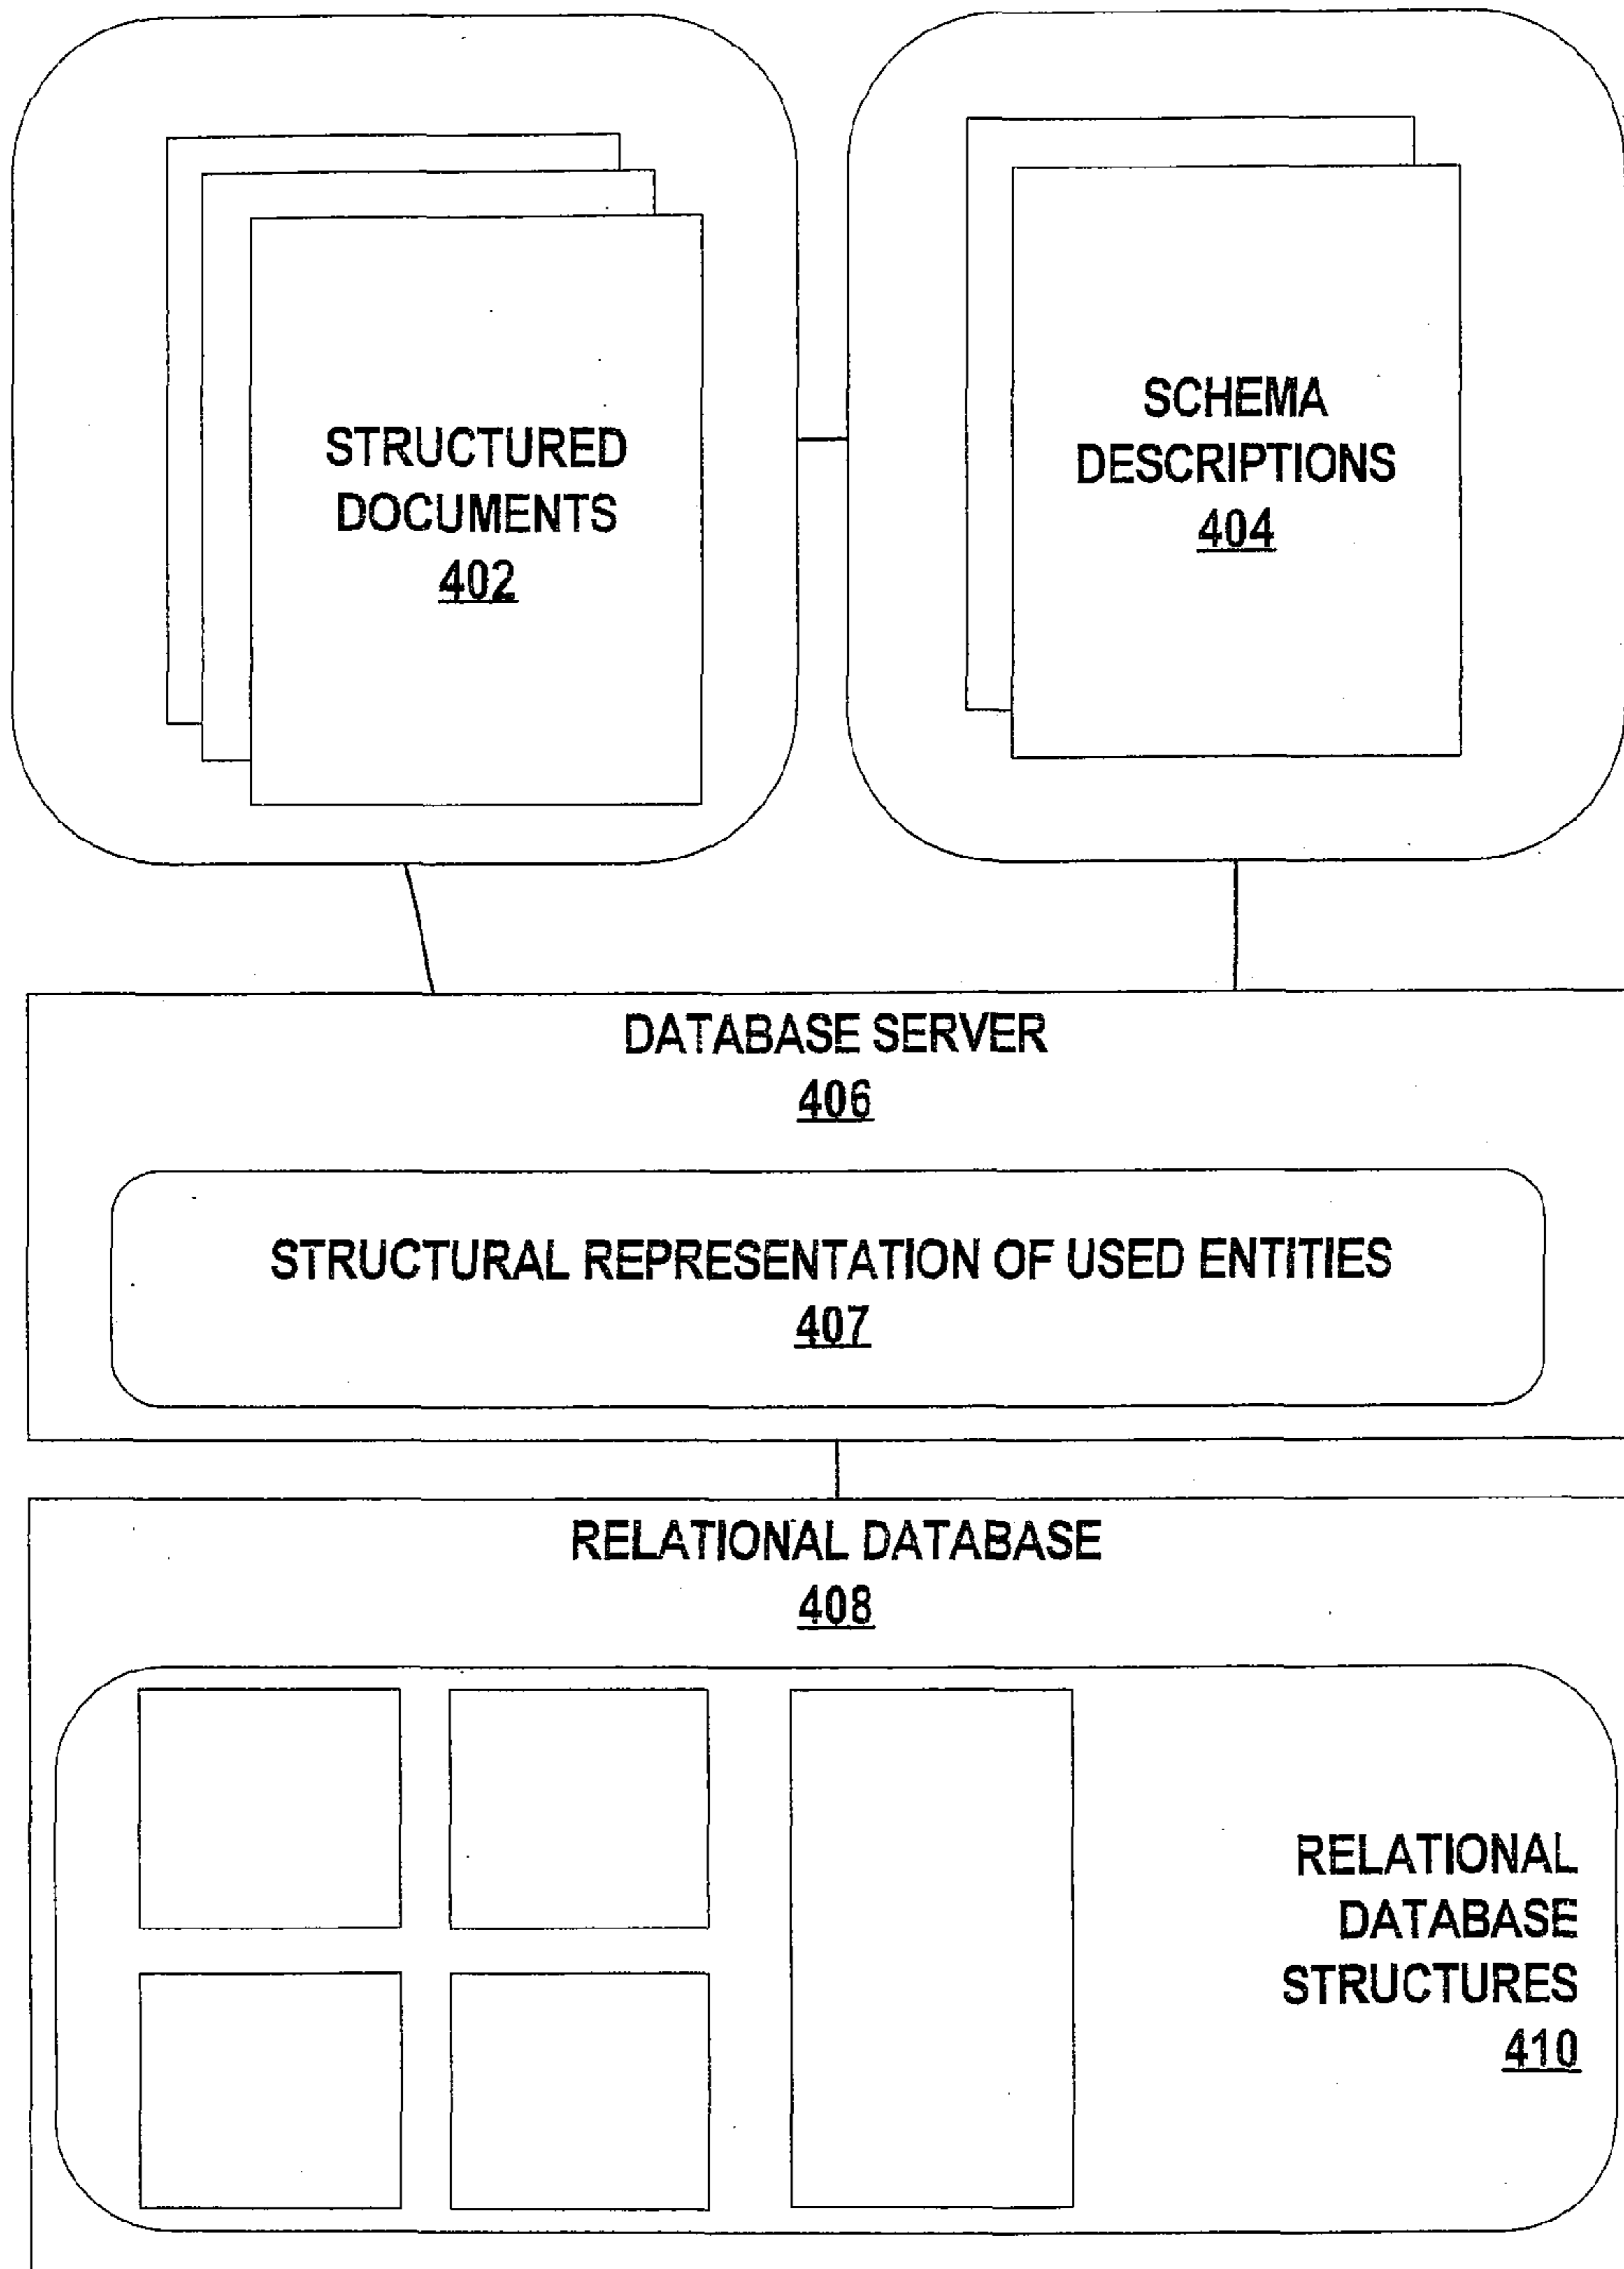 STRUCTURED
DOCUMENTS
402
SCHEMA
DESCRIPTIONS
404
DATABASE SERVER
406
STRUCTURAL REPRESENTATION OF USED ENTITIES
407
RELATIONAL DATABASE
408
RELATIONAL
DATABASE
STRUCTURES
410